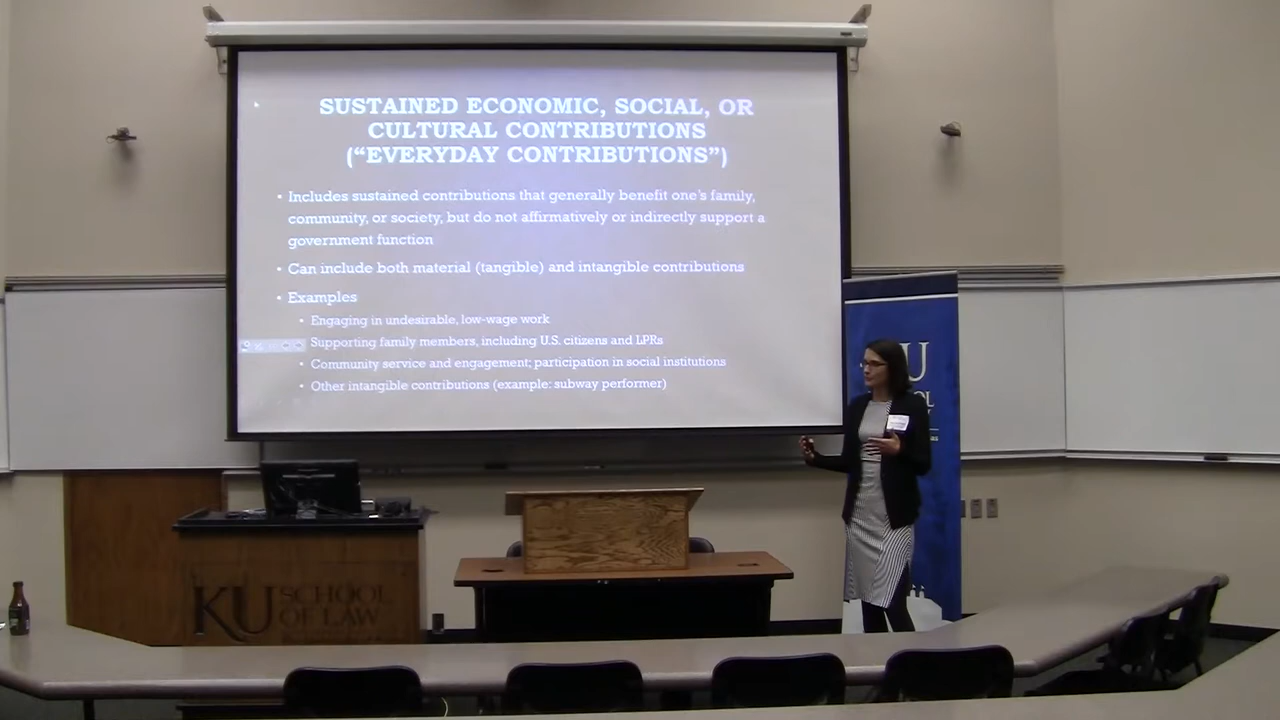 SUSTAINED ECONOMIC, SOCIAL, OR
CULTURAL CONTRIBUTIONS
("EVERYDAY CONTRIBUTIONS")
• Includes sustained contributions that generally benefit one's family,
community, or society, but do not affirmatively or indirectly support a
government function
• Can include both material (tangible) and intangible contributions
• Examples
• Engaging in undesirable, low-wage work
• Supporting family members, including U.S. citizens and LPRs
• Community service and engagement; participation in social institutions
• Other intangible contributions (example: subway performer)
KU SCHOOL
OF LAW